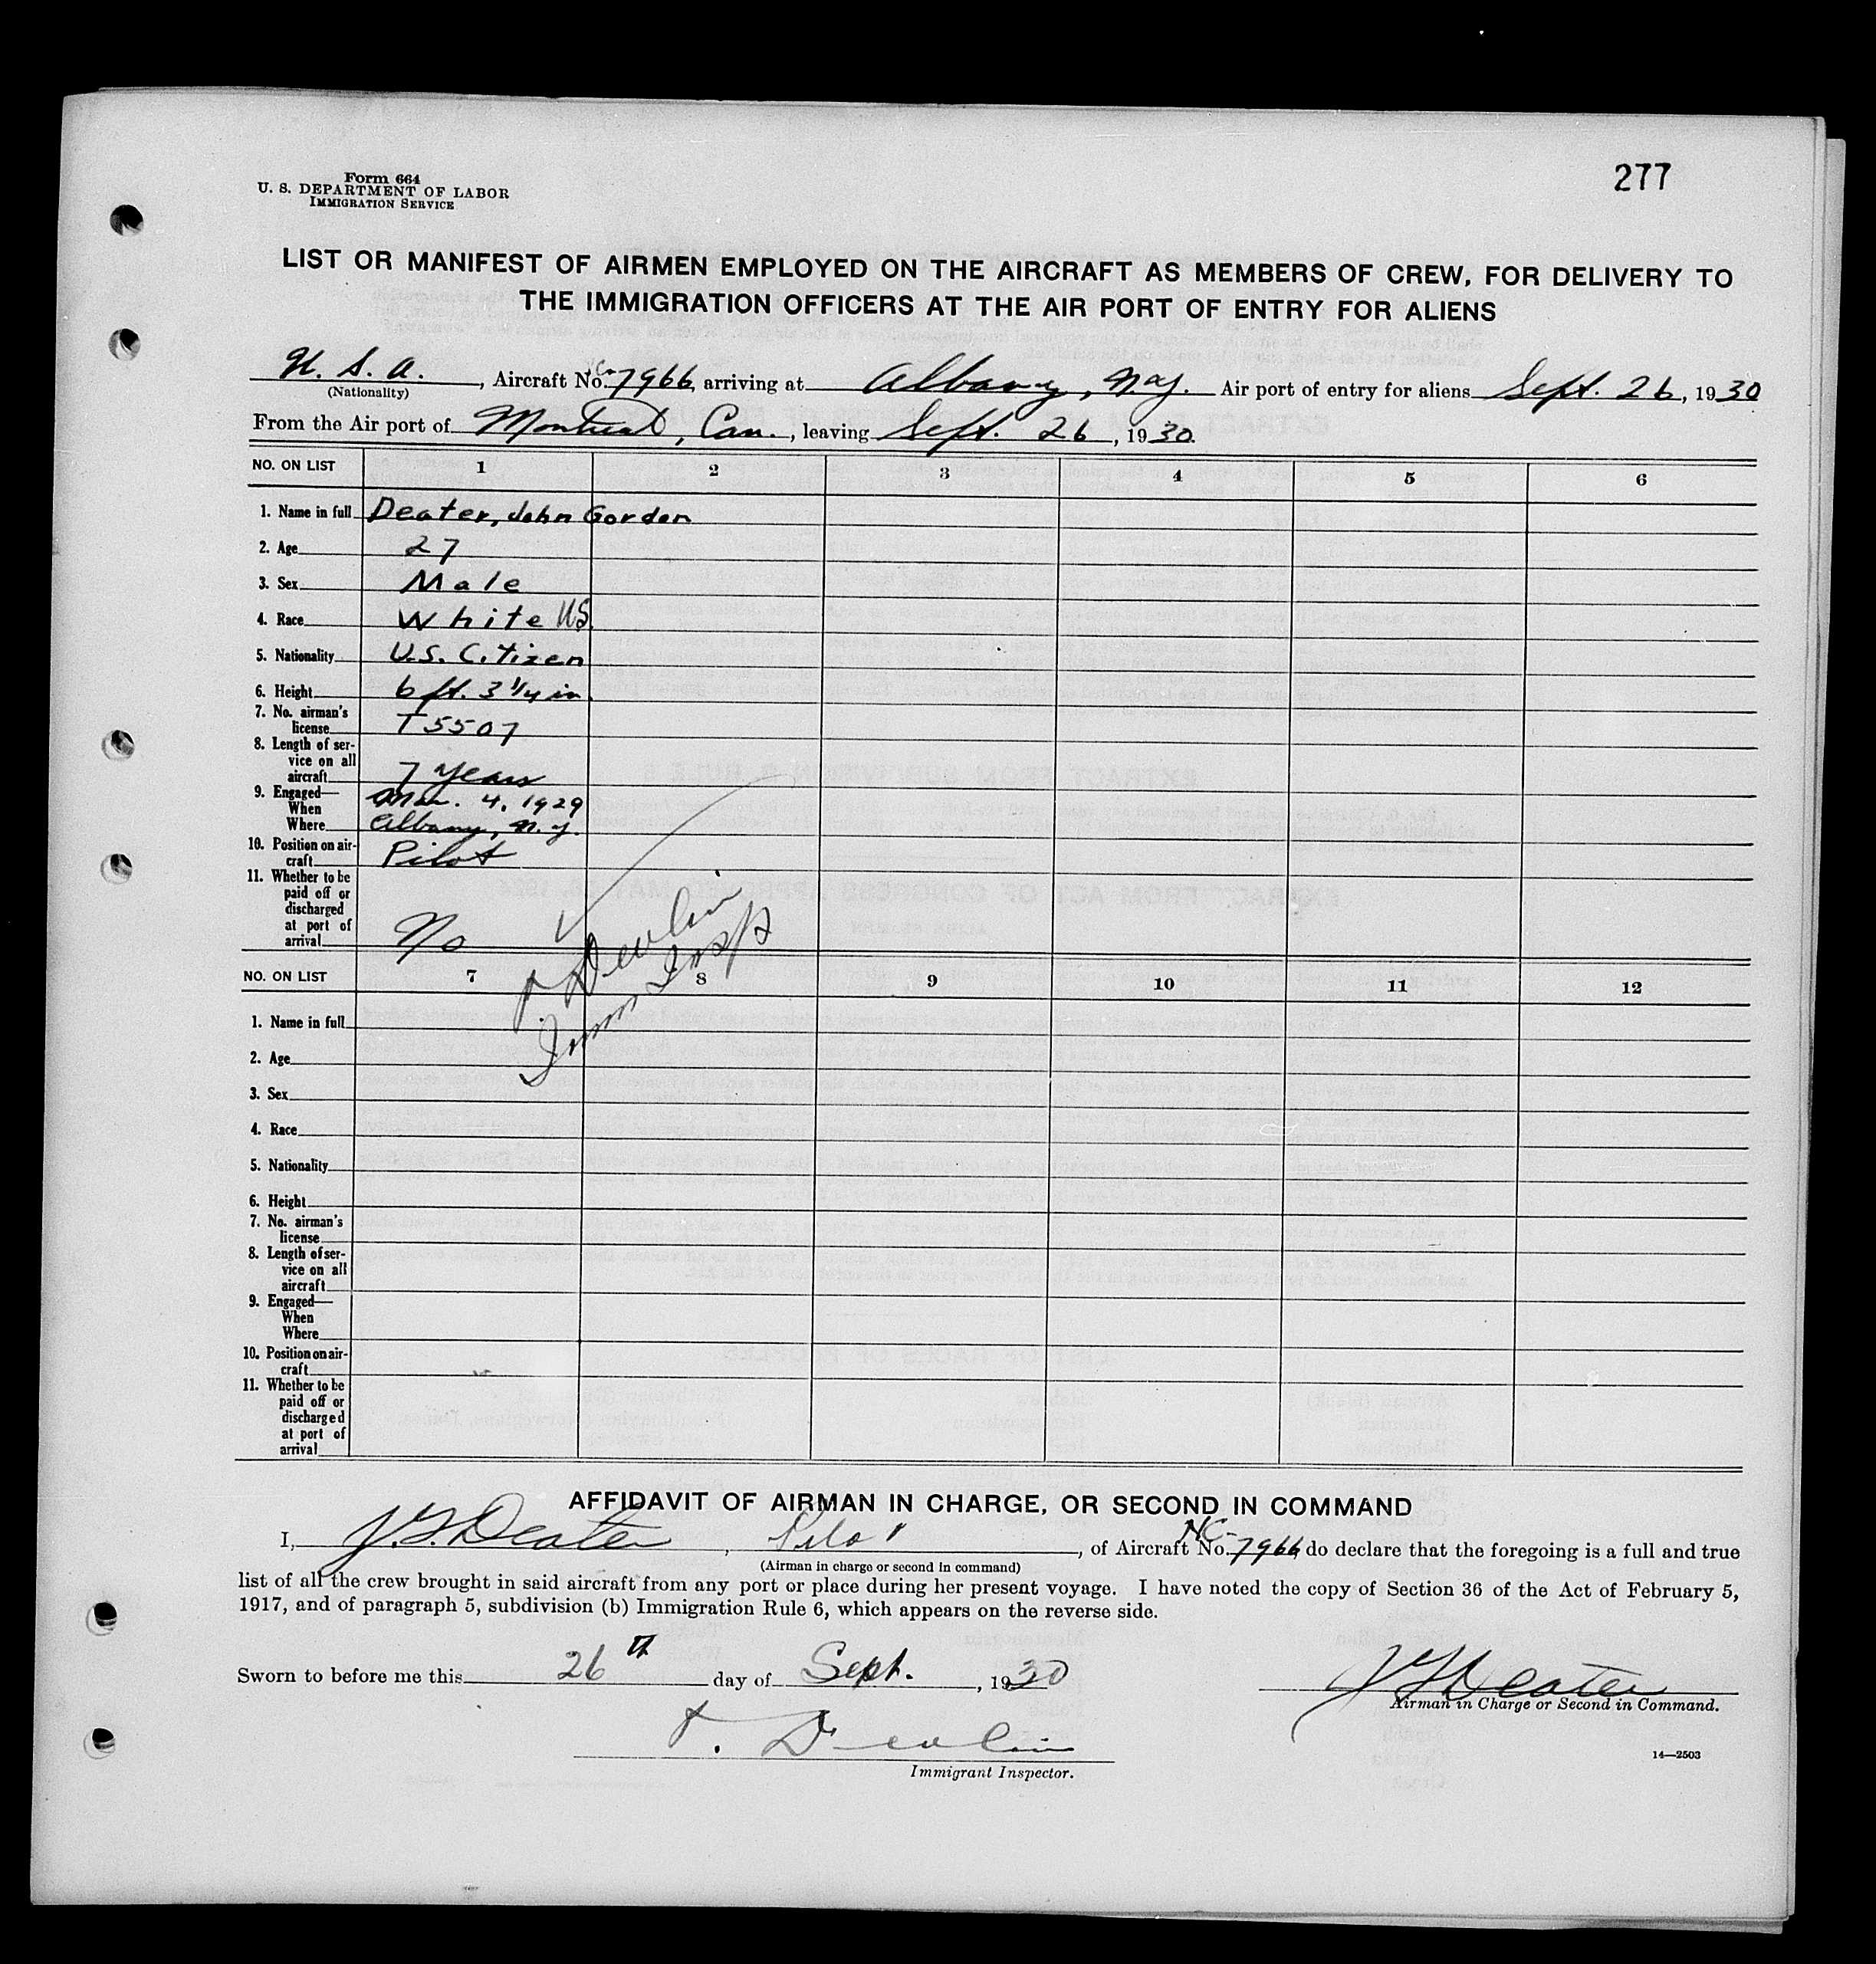 277
Form 664
U. S. DEPARTMENT OF LABOR
IMMIGRATION SERVICE
LIST OR MANIFEST OF AIRMEN EMPLOYED ON THE AIRCRAFT AS MEMBERS OF CREW, FOR DELIVERY TO
THE IMMIGRATION OFFICERS AT THE AIR PORT OF ENTRY FOR ALIENS
U. S. A., Aircraft No. NC-7966, arriving at Albany, N.Y. Air port of entry for aliens Sept. 26, 1930
(Nationality)
From the Air port of Montreal, Can., leaving Sept. 26, 1930
NO. ON LIST 1 2 3 4 5 6
1. Name in full Deater, John Gordon
2. Age 27
3. Sex Male
4. Race White US
5. Nationality U.S. Citizen
6. Height 6 ft. 3 1/4 in.
7. No. airman's
license T5507
8. Length of ser-
vice on all
aircraft 7 years
9. Engaged—
When Mar. 4, 1929
Where Albany, N.Y.
10. Position on air-
craft Pilot
11. Whether to be
paid off or
discharged
at port of
arrival No
T. Devlin
Imm Insp
NO. ON LIST 7 8 9 10 11 12
1. Name in full
2. Age
3. Sex
4. Race
5. Nationality
6. Height
7. No. airman's
license
8. Length of ser-
vice on all
aircraft
9. Engaged—
When
Where
10. Position on air-
craft
11. Whether to be
paid off or
discharged
at port of
arrival
AFFIDAVIT OF AIRMAN IN CHARGE, OR SECOND IN COMMAND
I, J. G. Deater, Pilot, of Aircraft No. NC-7966, do declare that the foregoing is a full and true
(Airman in charge or second in command)
list of all the crew brought in said aircraft from any port or place during her present voyage. I have noted the copy of Section 36 of the Act of February 5,
1917, and of paragraph 5, subdivision (b) Immigration Rule 6, which appears on the reverse side.
Sworn to before me this 26th day of Sept., 1930
J G Deater
Airman in Charge or Second in Command.
T. Devlin
Immigrant Inspector.
14—2503